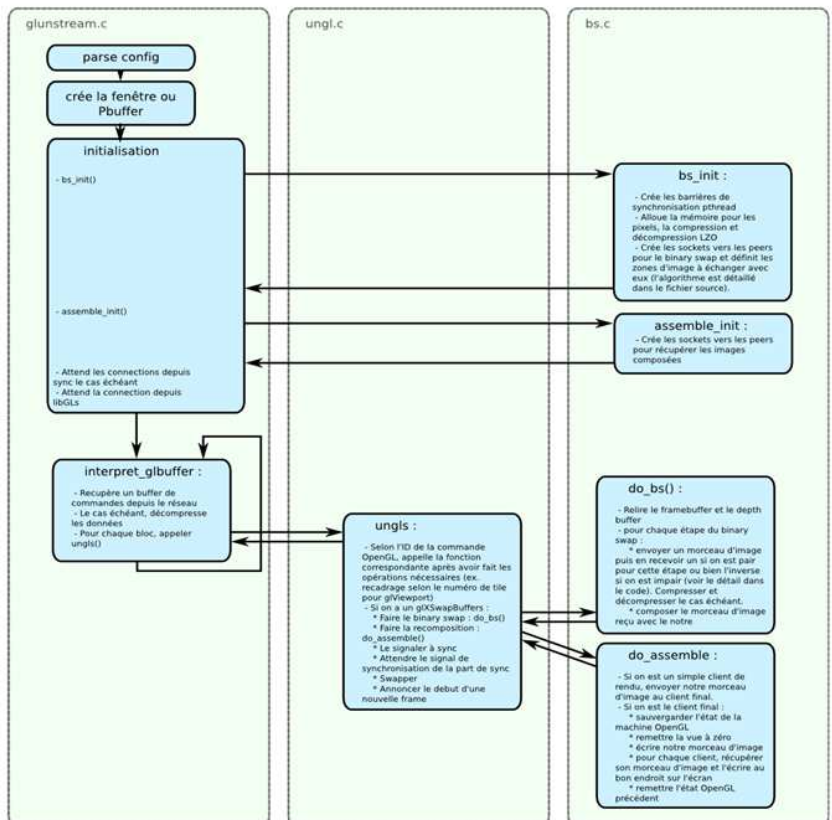 glunstream.c
parse config
crée la fenêtre ou
Pbuffer
initialisation
- bs_init()
- assemble_init()
- Attend les connections depuis
sync le cas échéant
- Attend la connection depuis
libGLs
interpret_glbuffer :
- Recupère un buffer de
commandes depuis le réseau
- Le cas échéant, décompresse
les données
- Pour chaque bloc, appeler
ungls()
ungl.c
ungls :
- Selon l'ID de la commande
OpenGL, appelle la fonction
correspondante après avoir fait les
opérations nécessaires (ex.
recadrage selon le numéro de tile
pour glViewport)
- Si on a un glXSwapBuffers :
* Faire le binary swap : do_bs()
* Faire la recomposition :
do_assemble()
* Le signaler à sync
* Attendre le signal de
synchronisation de la part de sync
* Swapper
* Annoncer le debut d'une
nouvelle frame
bs.c
bs_init :
- Crée les barrières de
synchronisation pthread
- Alloue la mémoire pour les
pixels, la compression et
décompression LZO
- Crée les sockets vers les peers
pour le binary swap et définit les
zones d'image à échanger avec
eux (l'algorithme est détaillé
dans le fichier source).
assemble_init :
- Crée les sockets vers les peers
pour récupérer les images
composées
do_bs() :
- Relire le framebuffer et le depth
buffer
- pour chaque étape du binary
swap :
* envoyer un morceau d'image
puis en recevoir un si on est pair
pour cette étape ou bien l'inverse
si on est impair (voir le détail dans
le code). Compresser et
décompresser le cas échéant.
* composer le morceau d'image
reçu avec le notre
do_assemble :
- Si on est un simple client de
rendu, envoyer notre morceau
d'image au client final.
- Si on est le client final :
* sauvergarder l'état de la
machine OpenGL
* remettre la vue à zéro
* écrire notre morceau d'image
* pour chaque client, récupérer
son morceau d'image et l'écrire au
bon endroit sur l'écran
* remettre l'état OpenGL
précédent